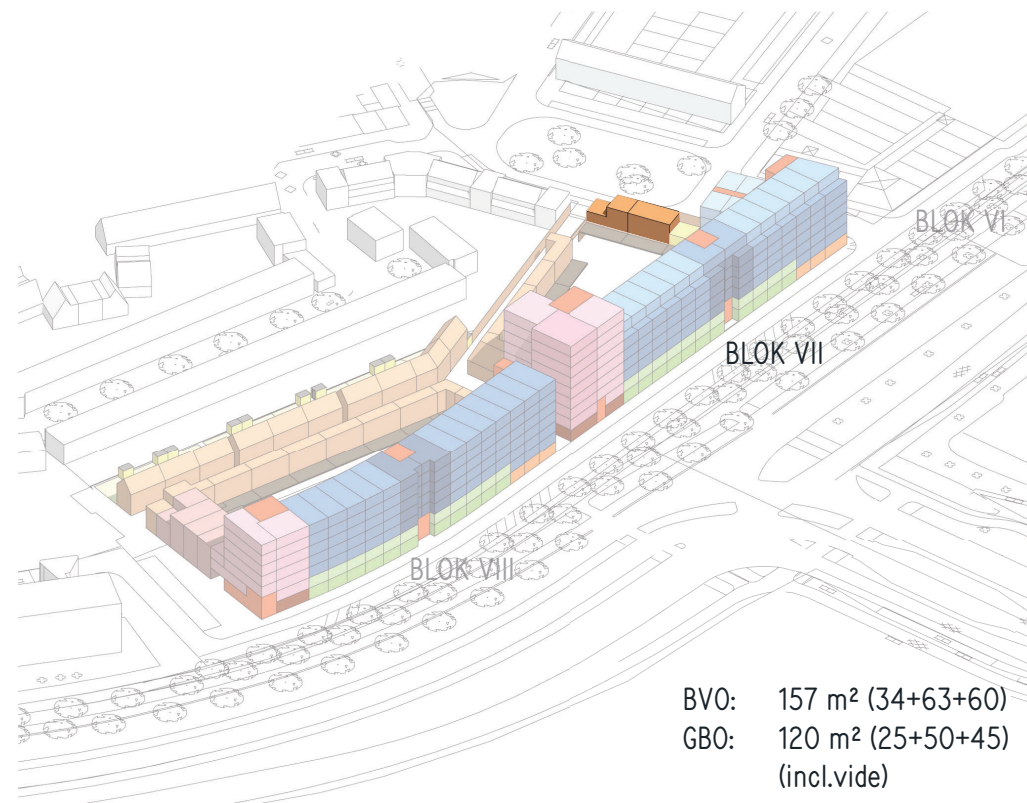 BLOK VI
BLOK VII
BLOK VIII
BVO: 157 m² (34+63+60)
GBO: 120 m² (25+50+45)
(incl.vide)